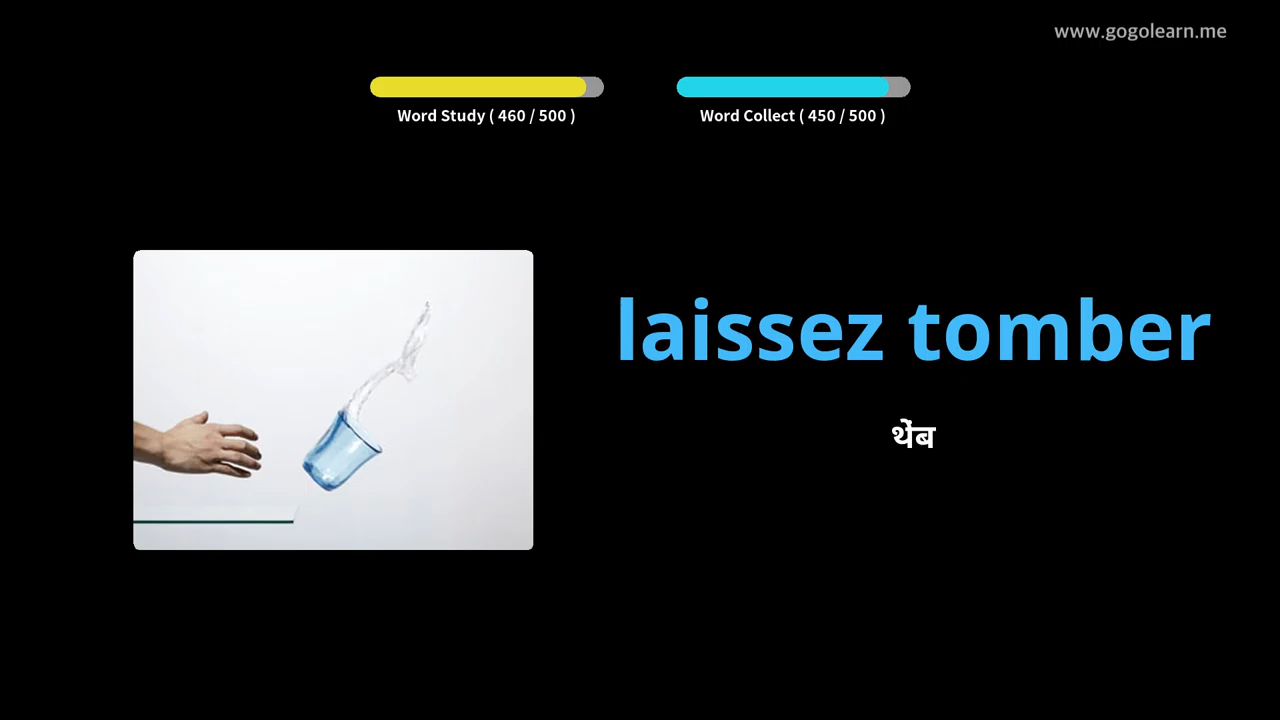 www.gogolearn.me
Word Study ( 460 / 500 )
Word Collect ( 450 / 500 )
laissez tomber
थेंब